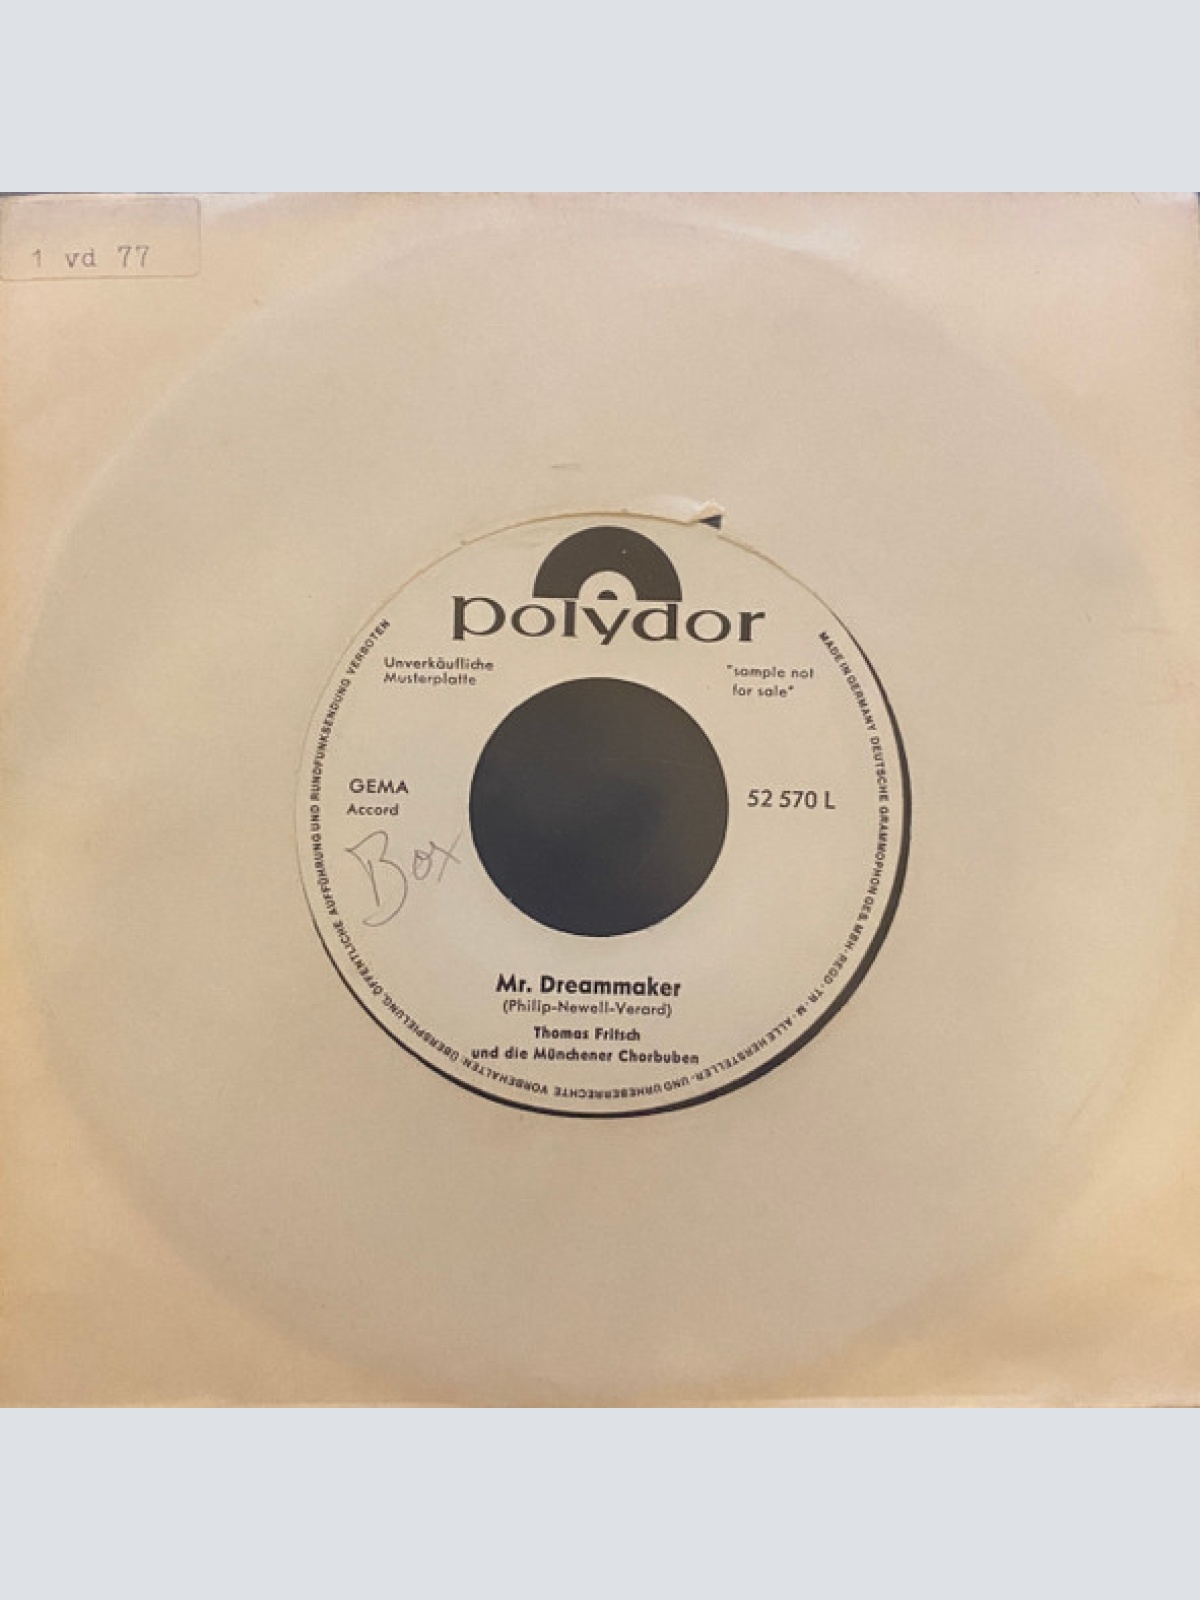 1 vd 77
polydor
Unverkäufliche
Musterplatte
"sample not
for sale"
GEMA
Accord
52 570 L
Box
Mr. Dreammaker
(Philip-Newell-Verard)
Thomas Fritsch
und die Münchener Chorbuben
MADE IN GERMANY DEUTSCHE GRAMMOPHON GES. MBH · REGD · TR · M · ALLE HERSTELLER- UND URHEBERRECHTE VORBEHALTEN: ÜBERSPIELUNG, ÖFFENTLICHE AUFFÜHRUNG UND RUNDFUNKSENDUNG VERBOTEN